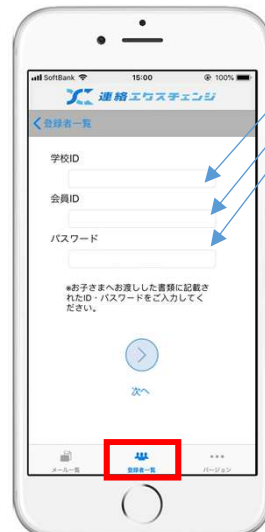 SoftBank 15:00 100%
連絡エクスチェンジ
登録者一覧
学校ID
会員ID
パスワード
※お子さまへお渡しした書類に記載さ
れたID・パスワードをご入力してく
ださい。
次へ
メール一覧 登録者一覧 バージョン